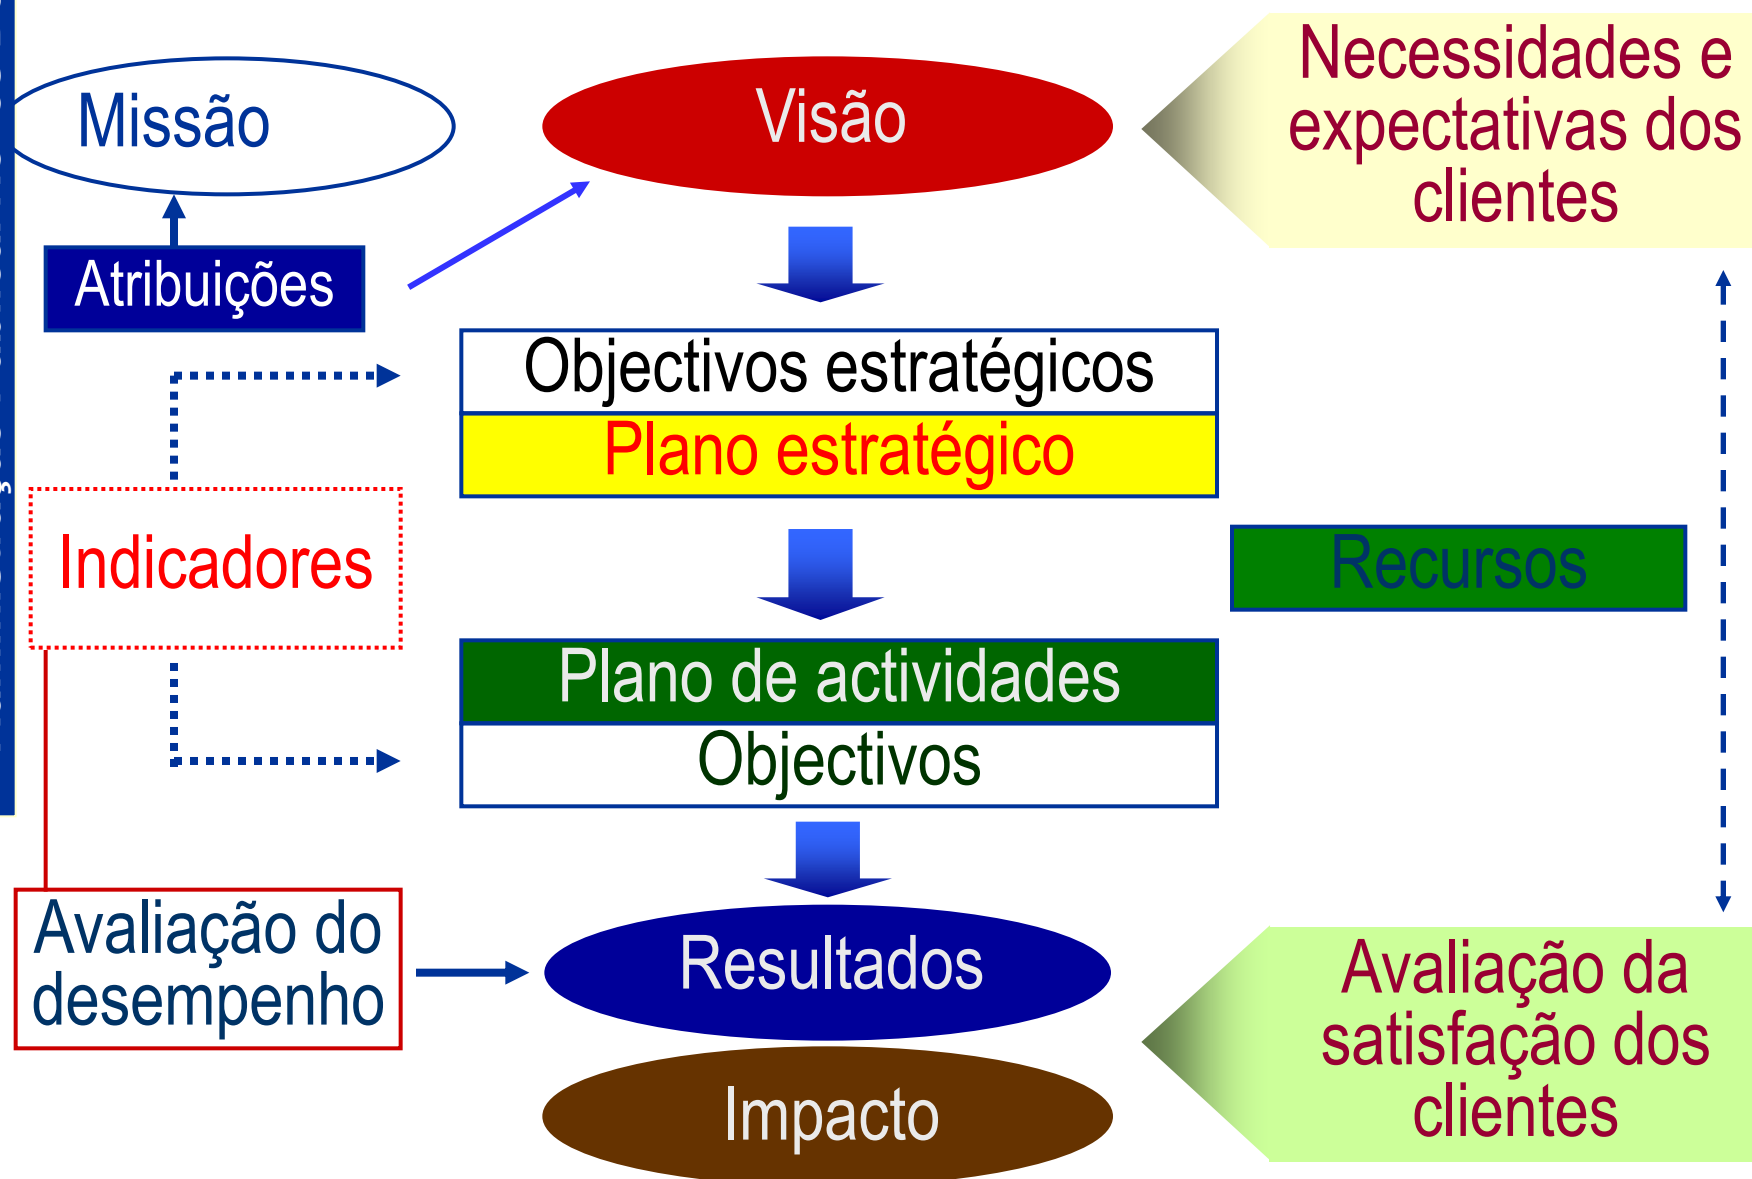 Missão
Visão
Necessidades e
expectativas dos
clientes
Atribuições
Objectivos estratégicos
Plano estratégico
Indicadores
Recursos
Plano de actividades
Objectivos
Avaliação do
desempenho
Resultados
Impacto
Avaliação da
satisfação dos
clientes